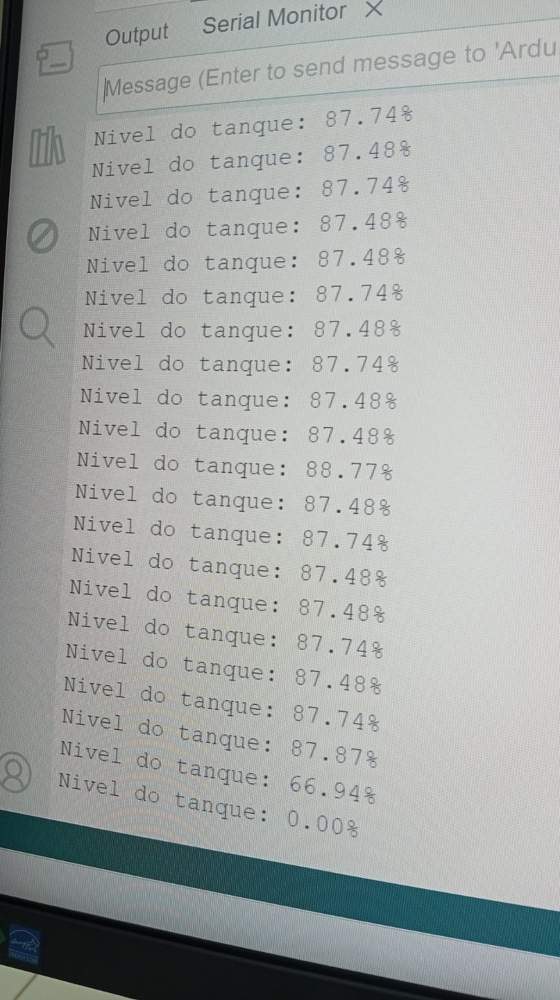 Output Serial Monitor
Message (Enter to send message to 'Ardu
Nivel do tanque: 87.74%
Nivel do tanque: 87.48%
Nivel do tanque: 87.74%
Nivel do tanque: 87.48%
Nivel do tanque: 87.48%
Nivel do tanque: 87.74%
Nivel do tanque: 87.48%
Nivel do tanque: 87.74%
Nivel do tanque: 87.48%
Nivel do tanque: 87.48%
Nivel do tanque: 88.77%
Nivel do tanque: 87.48%
Nivel do tanque: 87.74%
Nivel do tanque: 87.48%
Nivel do tanque: 87.48%
Nivel do tanque: 87.74%
Nivel do tanque: 87.48%
Nivel do tanque: 87.74%
Nivel do tanque: 87.87%
Nivel do tanque: 66.94%
Nivel do tanque: 0.00%
energy
ENERGY STAR